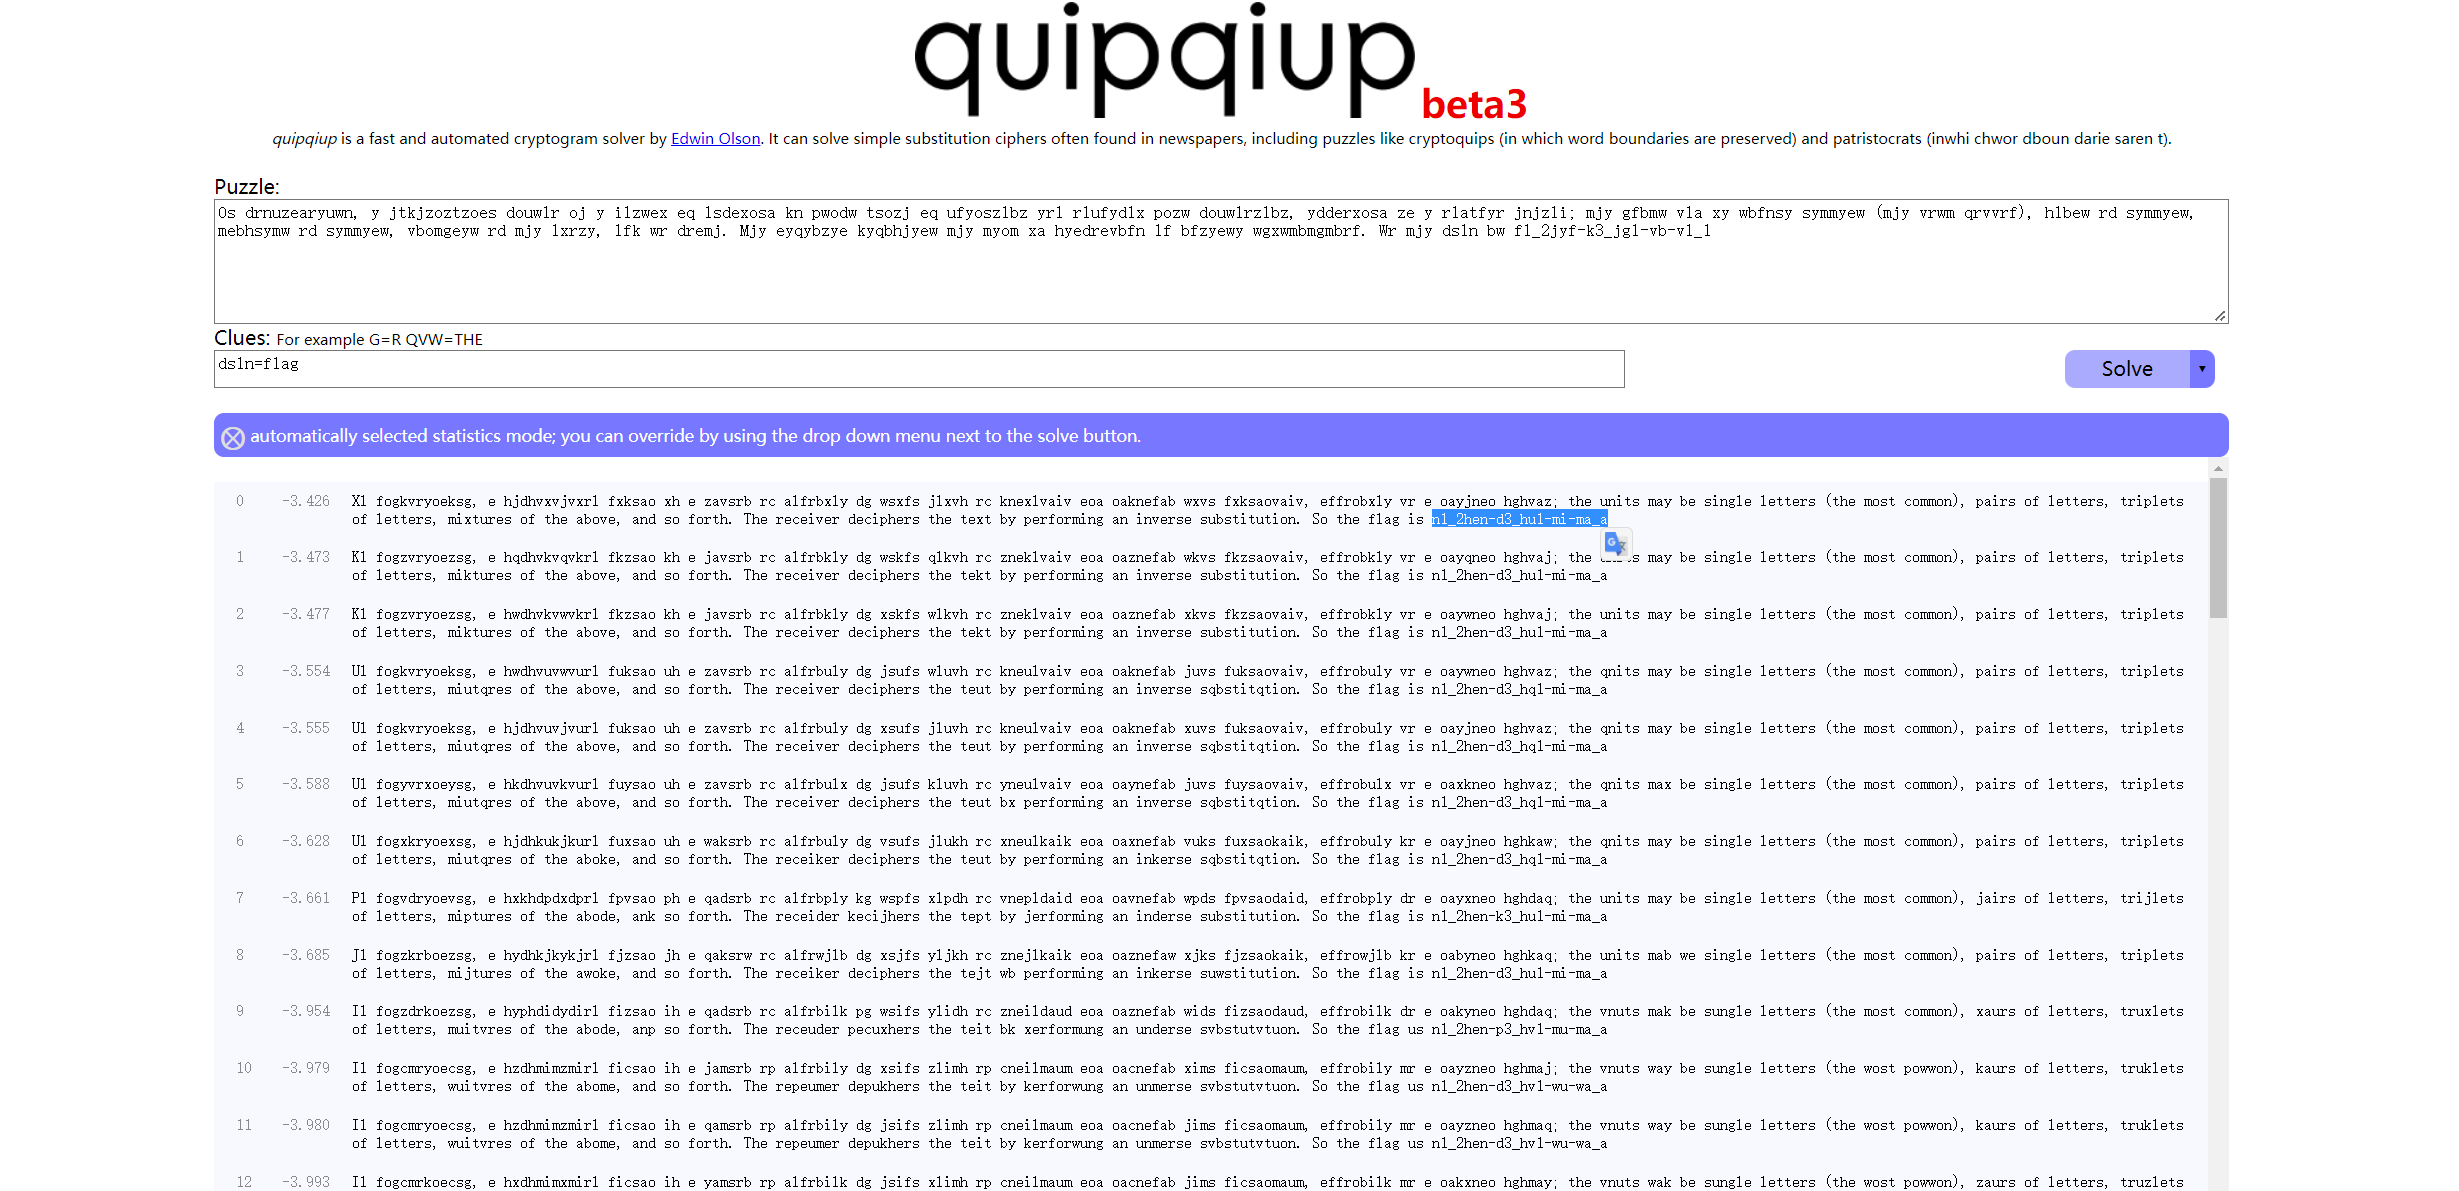 quipqiup beta3
quipqiup is a fast and automated cryptogram solver by Edwin Olson. It can solve simple substitution ciphers often found in newspapers, including puzzles like cryptoquips (in which word boundaries are preserved) and patristocrats (inwhi chwor dboun darie saren t).
Puzzle:
Os drnuzearyuwn, y jtkjzoztzoes douwlr oj y ilzwex eq lsdexosa kn pwodw tsozj eq ufyoszlbz yrl rlufydlx pozw douwlrzlbz, ydderxosa ze y rlatfyr jnjzli; mjy gfbmw vla xy wbfnsy symmyew (mjy vrwm qrvvrf), hlbew rd symmyew,
mebhsymw rd symmyew, vbomgeyw rd mjy lxrzy, lfk wr dremj. Mjy eyqybzye kyqbhjyew mjy myom xa hyedrevbfn lf bfzyewy wgxwmbmgmbrf. Wr mjy dsln bw fl_2jyf-k3_jgl-vb-vl_l
Clues: For example G=R QVW=THE
dsln=flag
Solve ▼
automatically selected statistics mode; you can override by using the drop down menu next to the solve button.
0 -3.426 Xl fogkvryoeksg, e hjdhvxvjvxrl fxksao xh e zavsrb rc alfrbxly dg wsxfs jlxvh rc knexlvaiv eoa oaknefab wxvs fxksaovaiv, effrobxly vr e oayjneo hghvaz; the units may be single letters (the most common), pairs of letters, triplets
of letters, mixtures of the above, and so forth. The receiver deciphers the text by performing an inverse substitution. So the flag is n1_2hen-d3_hu1-mi-ma_a
1 -3.473 Kl fogzvryoezsg, e hqdhvkvqvkrl fkzsao kh e javsrb rc alfrbkly dg wskfs qlkvh rc zneklvaiv eoa oaznefab wkvs fkzsaovaiv, effrobkly vr e oayqneo hghvaj; the units may be single letters (the most common), pairs of letters, triplets
of letters, miktures of the above, and so forth. The receiver deciphers the tekt by performing an inverse substitution. So the flag is n1_2hen-d3_hu1-mi-ma_a
2 -3.477 Kl fogzvryoezsg, e hwdhvkvwvkrl fkzsao kh e javsrb rc alfrbkly dg xskfs wlkvh rc zneklvaiv eoa oaznefab xkvs fkzsaovaiv, effrobkly vr e oaywneo hghvaj; the units may be single letters (the most common), pairs of letters, triplets
of letters, miktures of the above, and so forth. The receiver deciphers the tekt by performing an inverse substitution. So the flag is n1_2hen-d3_hu1-mi-ma_a
3 -3.554 Ul fogkvryoeksg, e hwdhvuvwvurl fuksao uh e zavsrb rc alfrbuly dg jsufs wluvh rc kneulvaiv eoa oaknefab juvs fuksaovaiv, effrobuly vr e oaywneo hghvaz; the qnits may be single letters (the most common), pairs of letters, triplets
of letters, miutqres of the above, and so forth. The receiver deciphers the teut by performing an inverse sqbstitqtion. So the flag is n1_2hen-d3_hq1-mi-ma_a
4 -3.555 Ul fogkvryoeksg, e hjdhvuvjvurl fuksao uh e zavsrb rc alfrbuly dg xsufs jluvh rc kneulvaiv eoa oaknefab xuvs fuksaovaiv, effrobuly vr e oayjneo hghvaz; the qnits may be single letters (the most common), pairs of letters, triplets
of letters, miutqres of the above, and so forth. The receiver deciphers the teut by performing an inverse sqbstitqtion. So the flag is n1_2hen-d3_hq1-mi-ma_a
5 -3.588 Ul fogyvrxoeysg, e hkdhvuvkvurl fuysao uh e zavsrb rc alfrbulx dg jsufs kluvh rc yneulvaiv eoa oaynefab juvs fuysaovaiv, effrobulx vr e oaxkneo hghvaz; the qnits max be single letters (the most common), pairs of letters, triplets
of letters, miutqres of the above, and so forth. The receiver deciphers the teut bx performing an inverse sqbstitqtion. So the flag is n1_2hen-d3_hq1-mi-ma_a
6 -3.628 Ul fogxkryoexsg, e hjdhkukjkurl fuxsao uh e waksrb rc alfrbuly dg vsufs jlukh rc xneulkaik eoa oaxnefab vuks fuxsaokaik, effrobuly kr e oayjneo hghkaw; the qnits may be single letters (the most common), pairs of letters, triplets
of letters, miutqres of the aboke, and so forth. The receiker deciphers the teut by performing an inkerse sqbstitqtion. So the flag is n1_2hen-d3_hq1-mi-ma_a
7 -3.661 Pl fogvdryoevsg, e hxkhdpdxdprl fpvsao ph e qadsrb rc alfrbply kg wspfs xlpdh rc vnepldaid eoa oavnefab wpds fpvsaodaid, effrobply dr e oayxneo hghdaq; the units may be single letters (the most common), jairs of letters, trijlets
of letters, miptures of the abode, ank so forth. The receider kecijhers the tept by jerforming an inderse substitution. So the flag is n1_2hen-k3_hu1-mi-ma_a
8 -3.685 Jl fogzkrboezsg, e hydhkjkykjrl fjzsao jh e qaksrw rc alfrwjlb dg xsjfs yljkh rc znejlkaik eoa oaznefaw xjks fjzsaokaik, effrowjlb kr e oabyneo hghkaq; the units mab we single letters (the most common), pairs of letters, triplets
of letters, mijtures of the awoke, and so forth. The receiker deciphers the tejt wb performing an inkerse suwstitution. So the flag is n1_2hen-d3_hu1-mi-ma_a
9 -3.954 Il fogzdrkoezsg, e hyphdidydirl fizsao ih e qadsrb rc alfrbilk pg wsifs ylidh rc zneildaud eoa oaznefab wids fizsaodaud, effrobilk dr e oakyneo hghdaq; the vnuts mak be sungle letters (the most common), xaurs of letters, truxlets
of letters, muitvres of the abode, anp so forth. The receuder pecuxhers the teit bk xerformung an underse svbstutvtuon. So the flag us n1_2hen-p3_hv1-mu-ma_a
10 -3.979 Il fogcmryoecsg, e hzdhmimzmirl ficsao ih e jamsrb rp alfrbily dg xsifs zlimh rp cneilmaum eoa oacnefab xims ficsaomaum, effrobily mr e oayzneo hghmaj; the vnuts way be sungle letters (the wost powwon), kaurs of letters, truklets
of letters, wuitvres of the abome, and so forth. The repeumer depukhers the teit by kerforwung an unmerse svbstutvtuon. So the flag us n1_2hen-d3_hv1-wu-wa_a
11 -3.980 Il fogcmryoecsg, e hzdhmimzmirl ficsao ih e qamsrb rp alfrbily dg jsifs zlimh rp cneilmaum eoa oacnefab jims ficsaomaum, effrobily mr e oayzneo hghmaq; the vnuts way be sungle letters (the wost powwon), kaurs of letters, truklets
of letters, wuitvres of the abome, and so forth. The repeumer depukhers the teit by kerforwung an unmerse svbstutvtuon. So the flag us n1_2hen-d3_hv1-wu-wa_a
12 -3.993 Il fogcmrkoecsg, e hxdhmimxmirl ficsao ih e yamsrb rp alfrbilk dg jsifs xlimh rp cneilmaum eoa oacnefab jims ficsaomaum, effrobilk mr e oakxneo hghmay; the vnuts wak be sungle letters (the wost powwon), zaurs of letters, truzlets